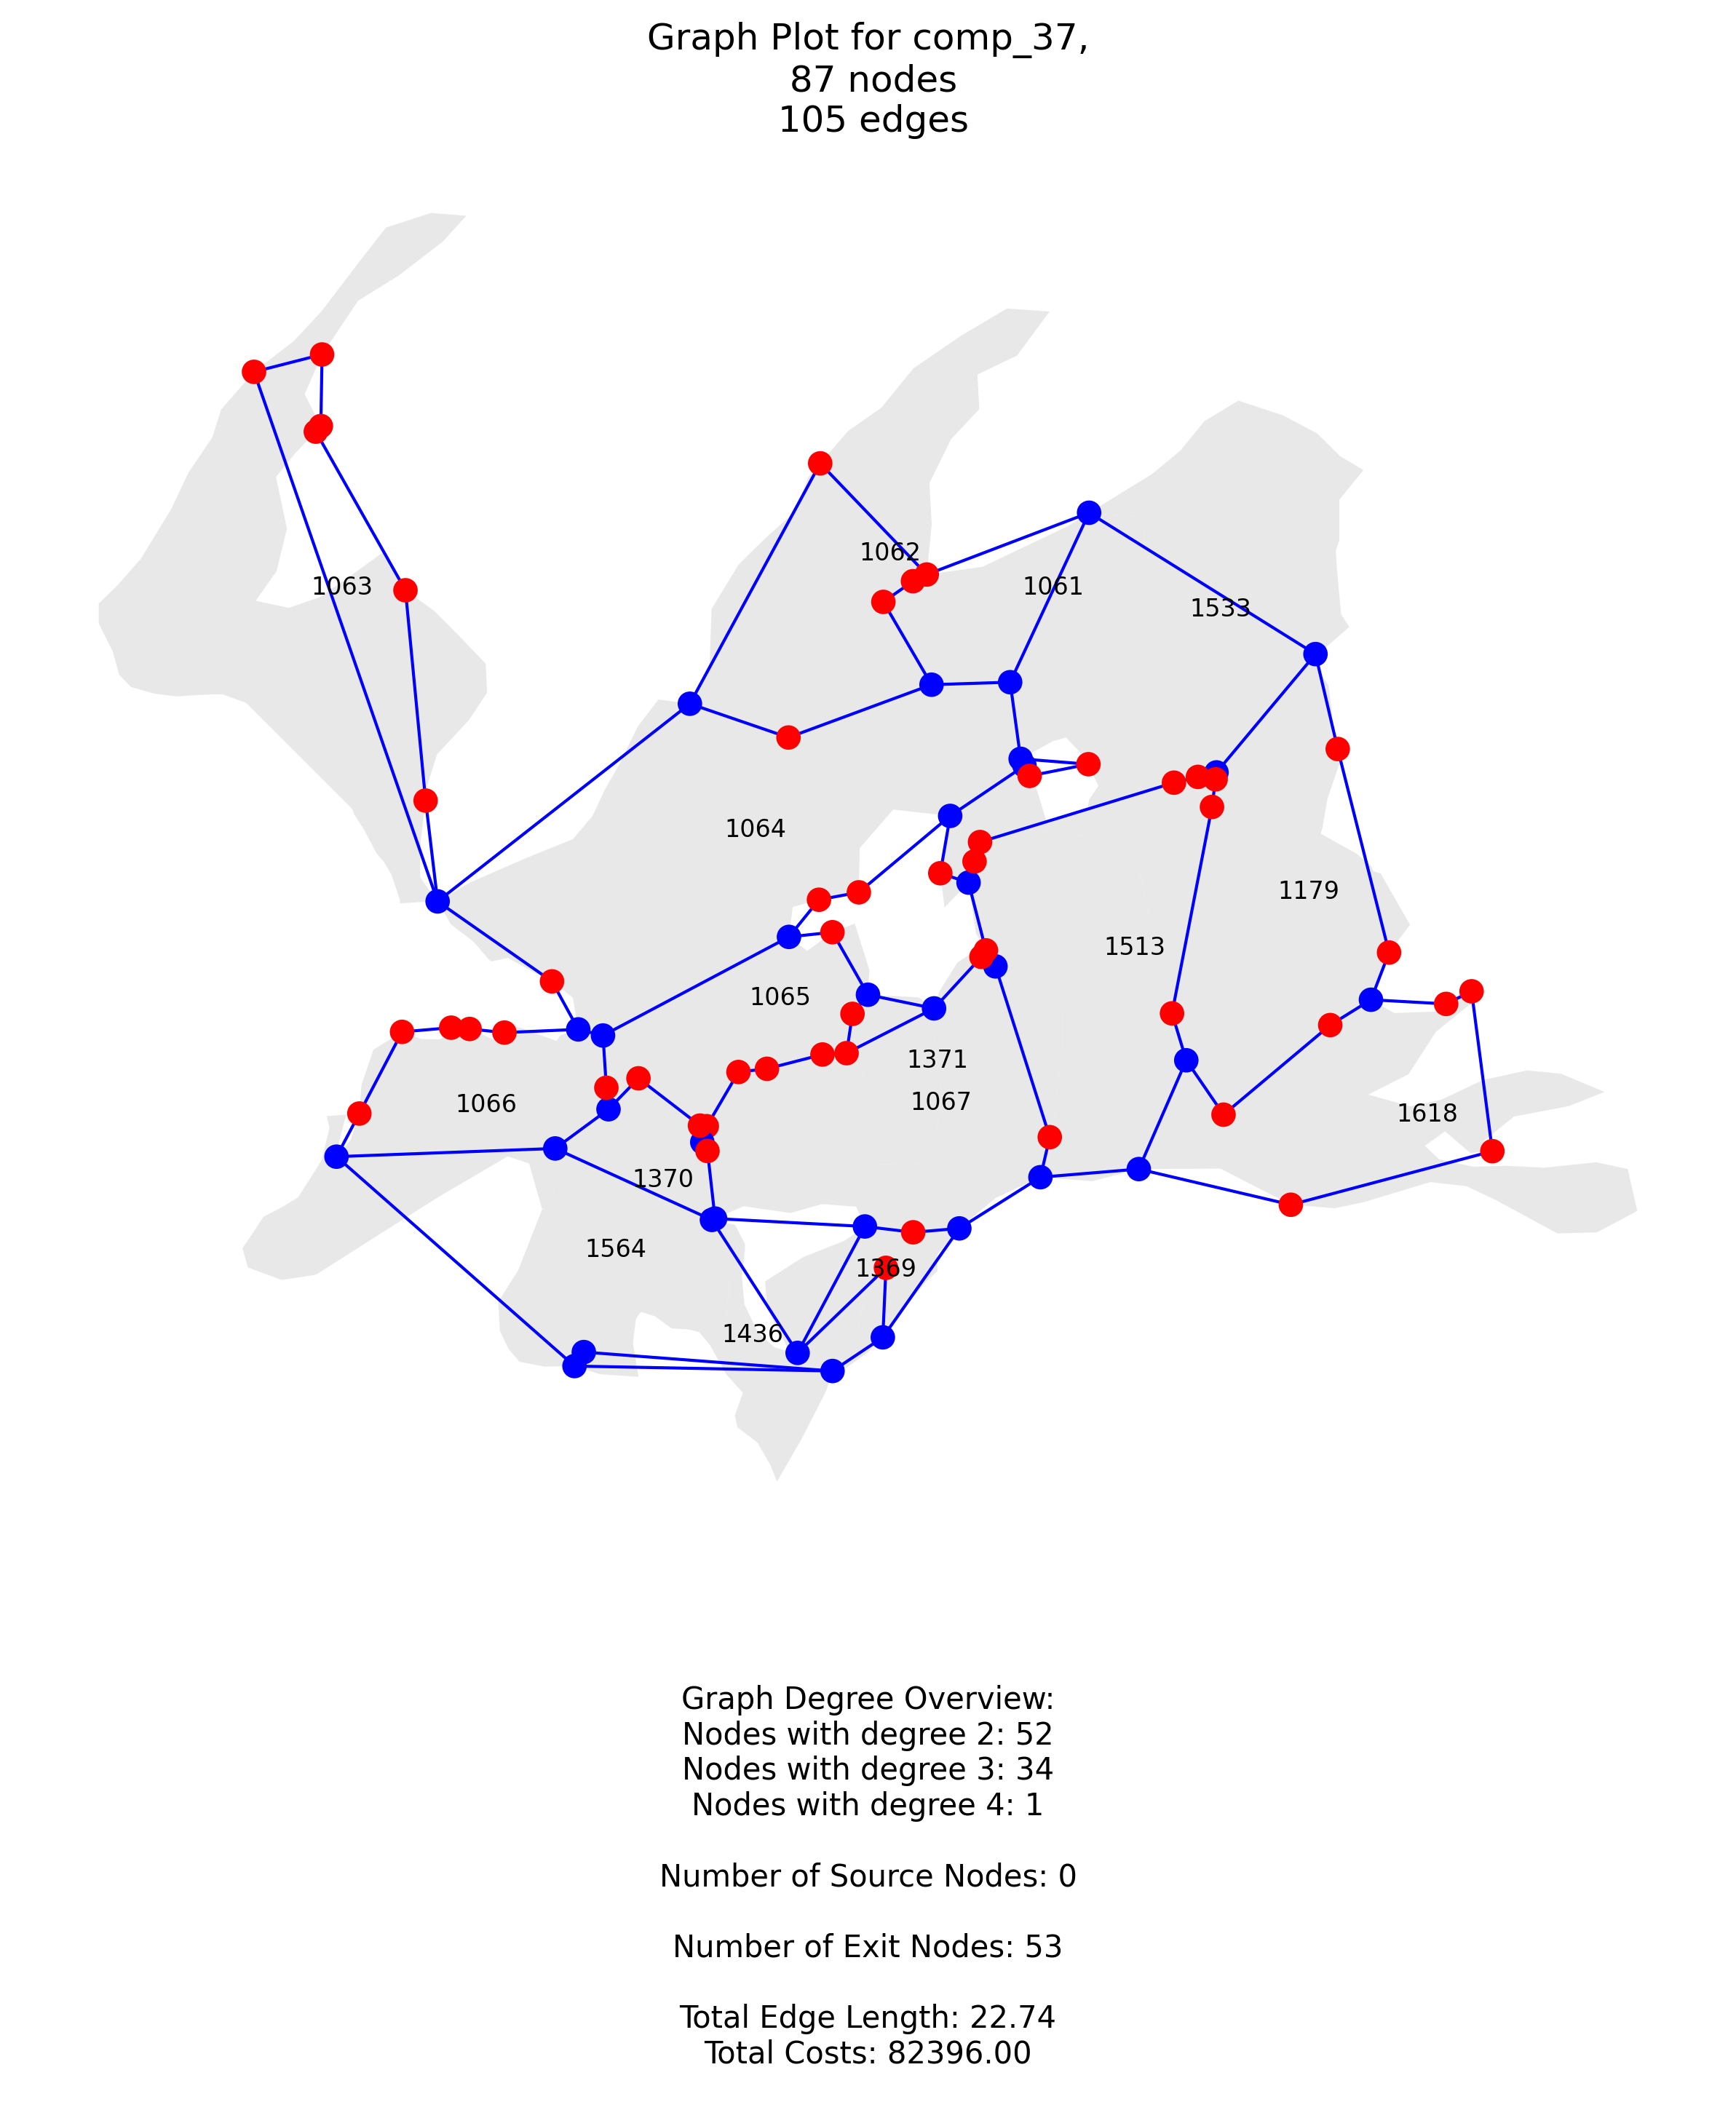 Graph Plot for comp_37,
87 nodes
105 edges
1062
1063
1061
1533
1064
1179
1513
1065
1371
1067
1066
1618
1370
1564
1369
1436
Graph Degree Overview:
Nodes with degree 2: 52
Nodes with degree 3: 34
Nodes with degree 4: 1
Number of Source Nodes: 0
Number of Exit Nodes: 53
Total Edge Length: 22.74
Total Costs: 82396.00